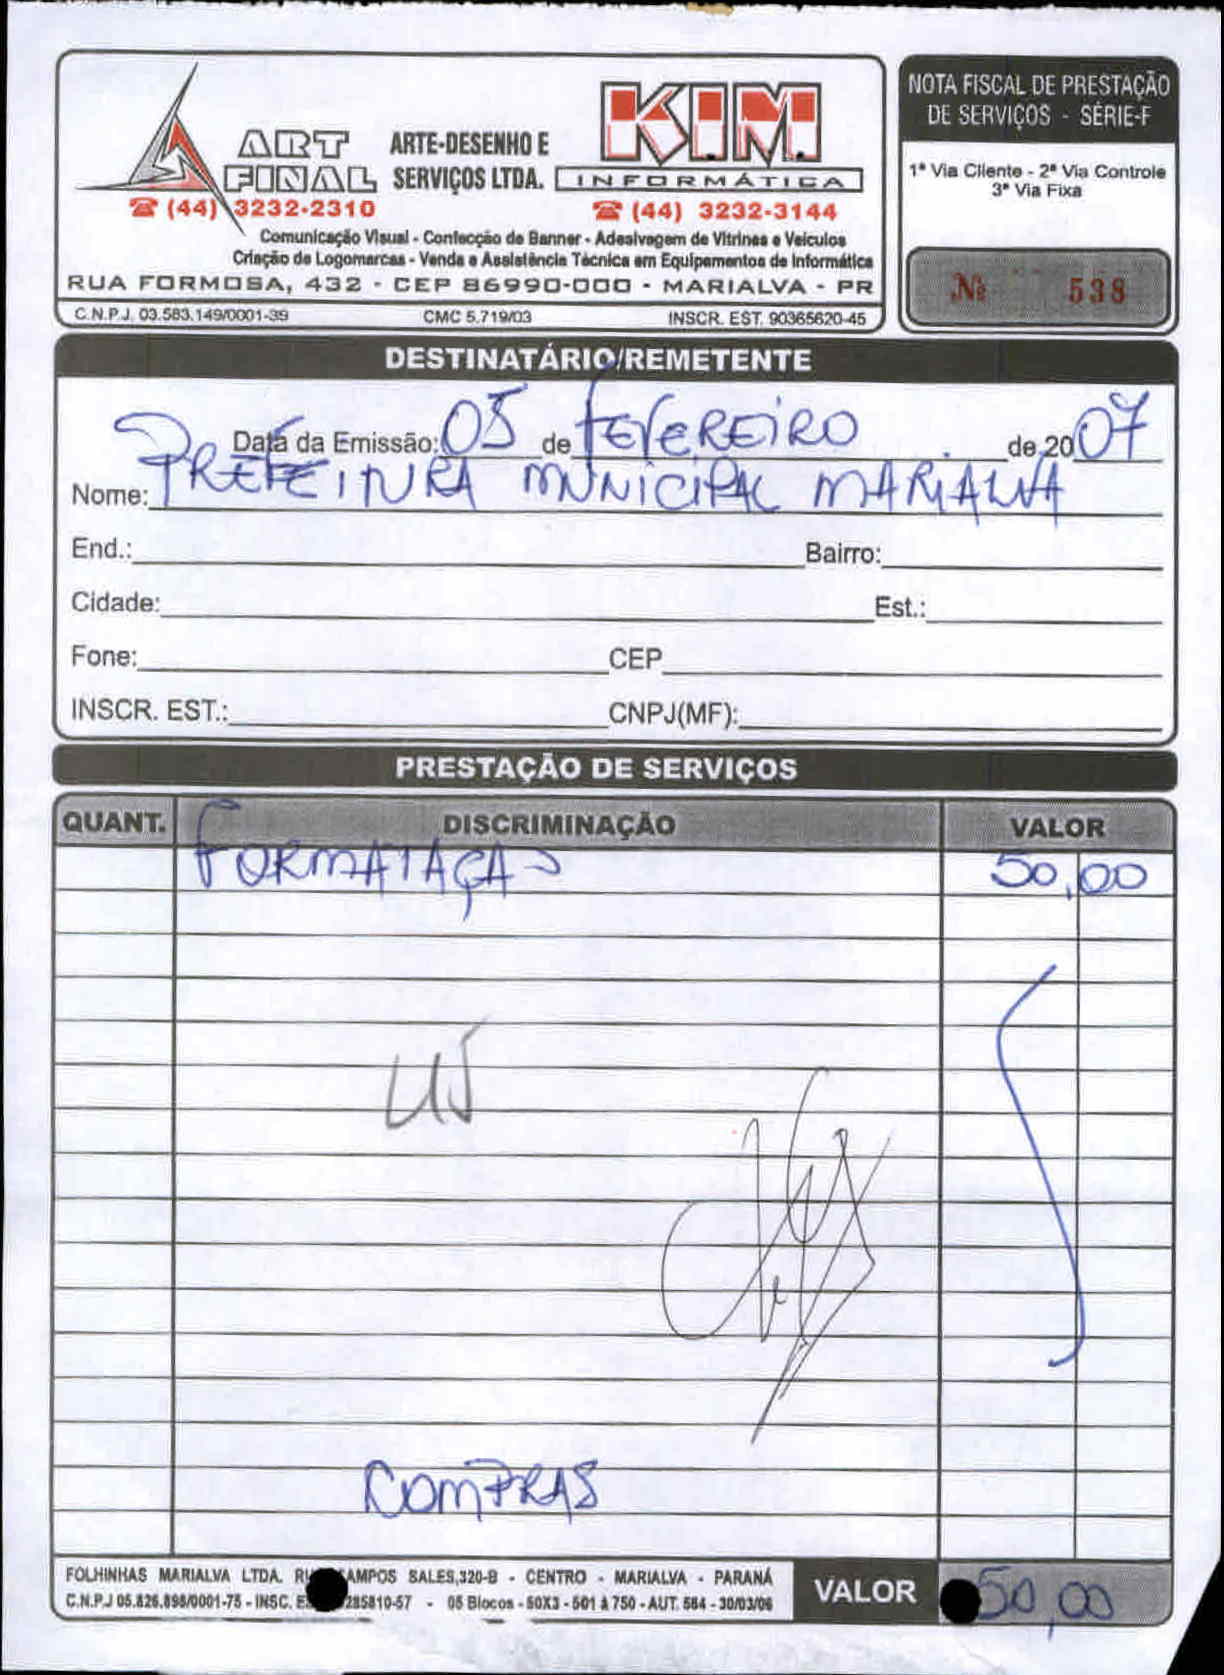 ART FINAL
ARTE-DESENHO E SERVIÇOS LTDA.
KIM INFORMÁTICA
☎ (44) 3232-2310
☎ (44) 3232-3144
Comunicação Visual - Confecção de Banner - Adesivagem de Vitrines e Veículos
Criação de Logomarcas - Venda e Assistência Técnica em Equipamentos de Informática
RUA FORMOSA, 432 - CEP 86990-000 - MARIALVA - PR
C.N.P.J. 03.583.149/0001-39 CMC 5.719/03 INSCR. EST. 90365620-45
NOTA FISCAL DE PRESTAÇÃO
DE SERVIÇOS - SÉRIE-F
1ª Via Cliente - 2ª Via Controle
3ª Via Fixa
Nº 538
DESTINATÁRIO/REMETENTE
Data da Emissão: 05 de FEVEREIRO de 2007
Nome: PREFEITURA MUNICIPAL MARIALVA
End.: Bairro:
Cidade: Est.:
Fone: CEP
INSCR. EST.: CNPJ(MF):
PRESTAÇÃO DE SERVIÇOS
QUANT. DISCRIMINAÇÃO VALOR
FORMATAÇÃO 50,00
COMPRAS
FOLHINHAS MARIALVA LTDA. AMPOS SALES,320-B - CENTRO - MARIALVA - PARANÁ
C.N.P.J 05.826.898/0001-75 - INSC. 285810-57 - 05 Blocos - 50X3 - 501 à 750 - AUT. 584 - 30/03/06
VALOR 50,00